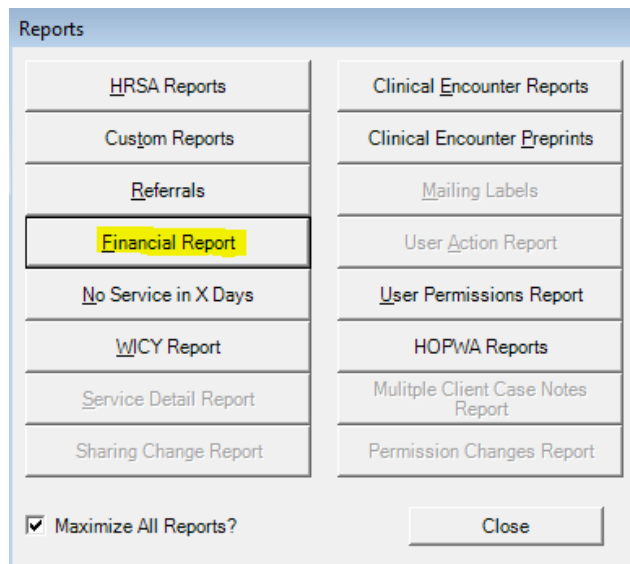 Reports
HRSA Reports
Clinical Encounter Reports
Custom Reports
Clinical Encounter Preprints
Referrals
Mailing Labels
Financial Report
User Action Report
No Service in X Days
User Permissions Report
WICY Report
HOPWA Reports
Service Detail Report
Mulitple Client Case Notes
Report
Sharing Change Report
Permission Changes Report
Maximize All Reports?
Close